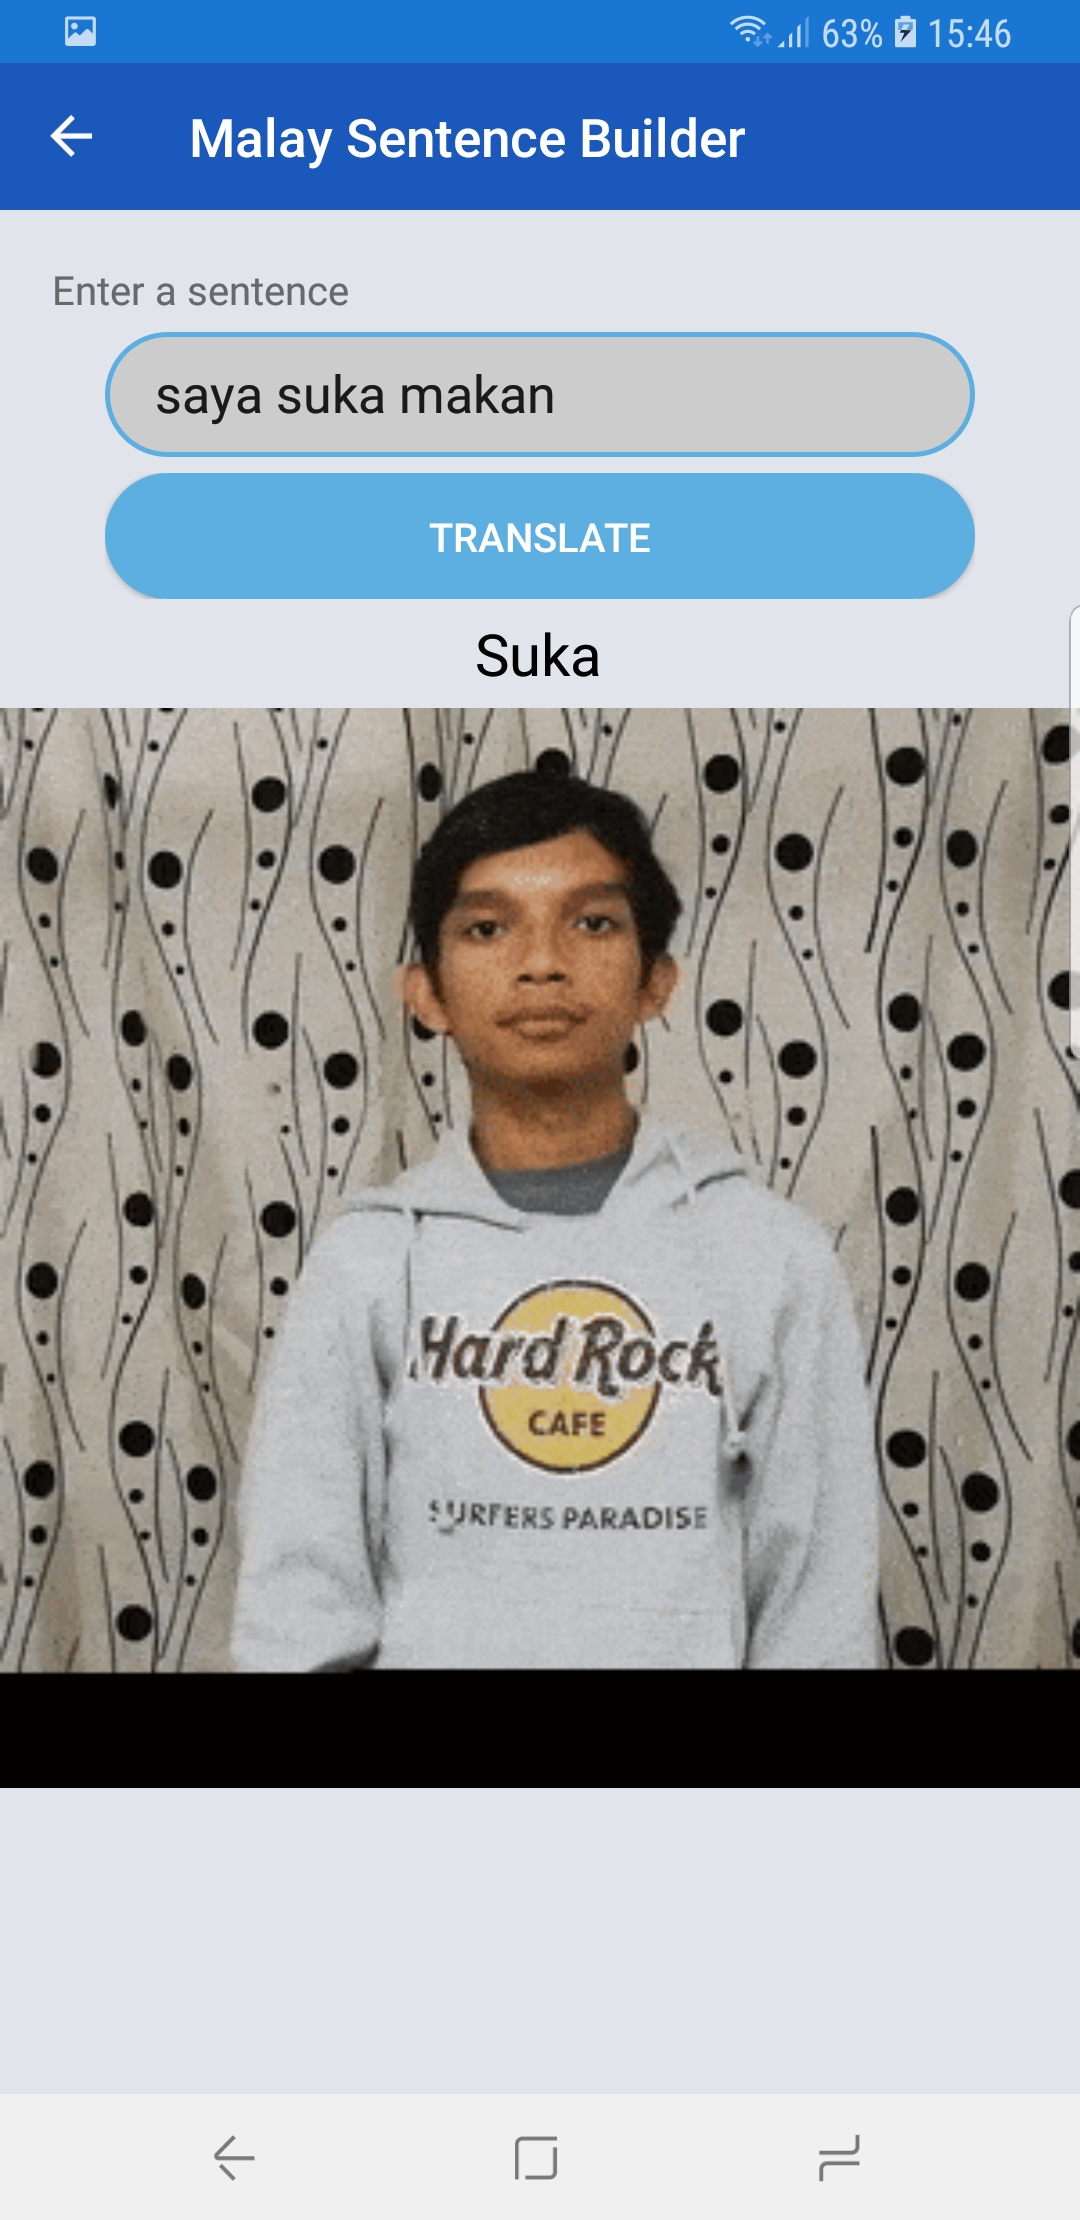 63% 15:46
Malay Sentence Builder
Enter a sentence
saya suka makan
TRANSLATE
Suka
Hard Rock
CAFE
SURFERS PARADISE